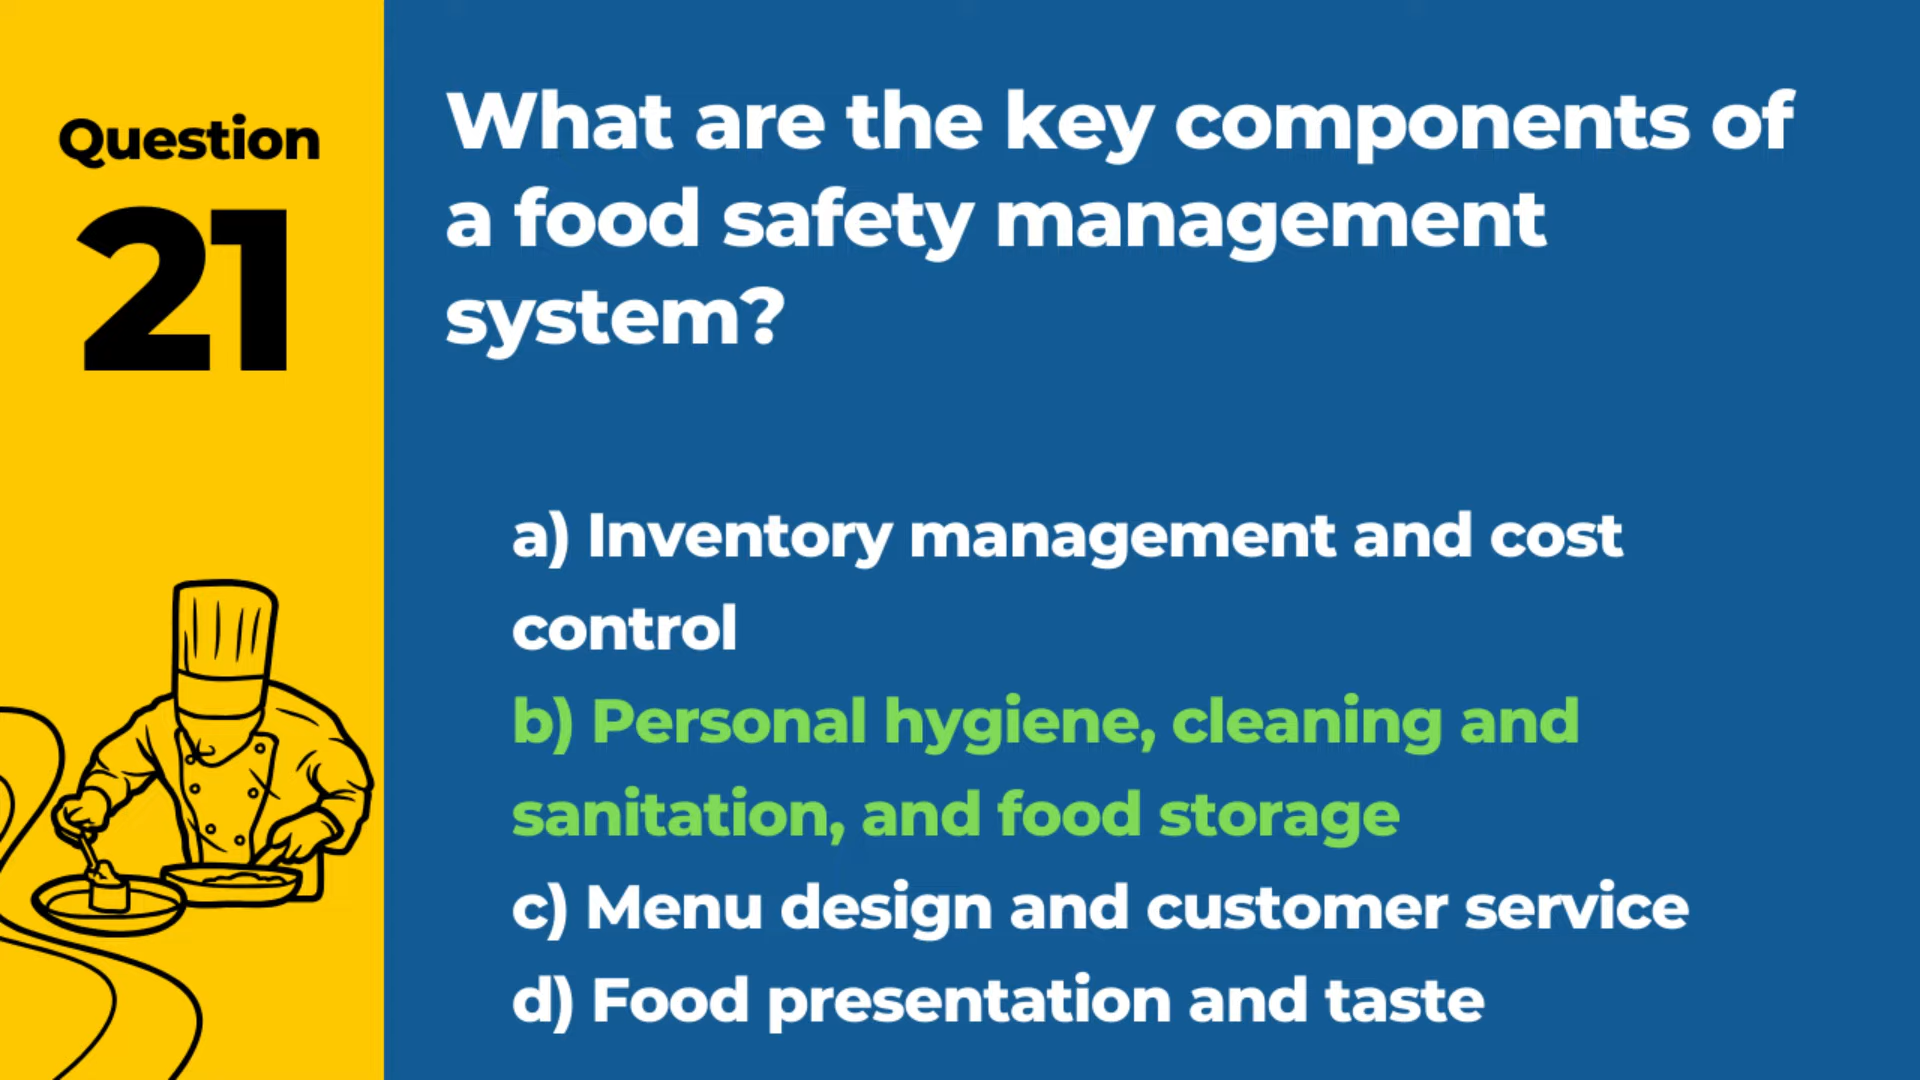 Question
21
What are the key components of
a food safety management
system?
a) Inventory management and cost
control
b) Personal hygiene, cleaning and
sanitation, and food storage
c) Menu design and customer service
d) Food presentation and taste